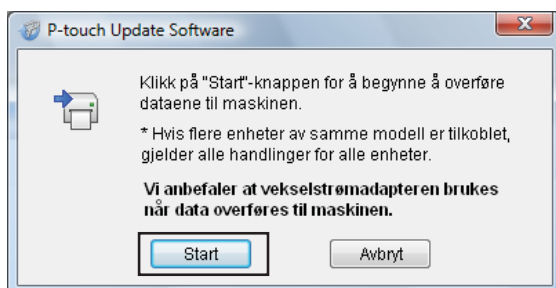 P-touch Update Software
Klikk på "Start"-knappen for å begynne å overføre
dataene til maskinen.
* Hvis flere enheter av samme modell er tilkoblet,
gjelder alle handlinger for alle enheter.
Vi anbefaler at vekselstrømadapteren brukes
når data overføres til maskinen.
Start Avbryt